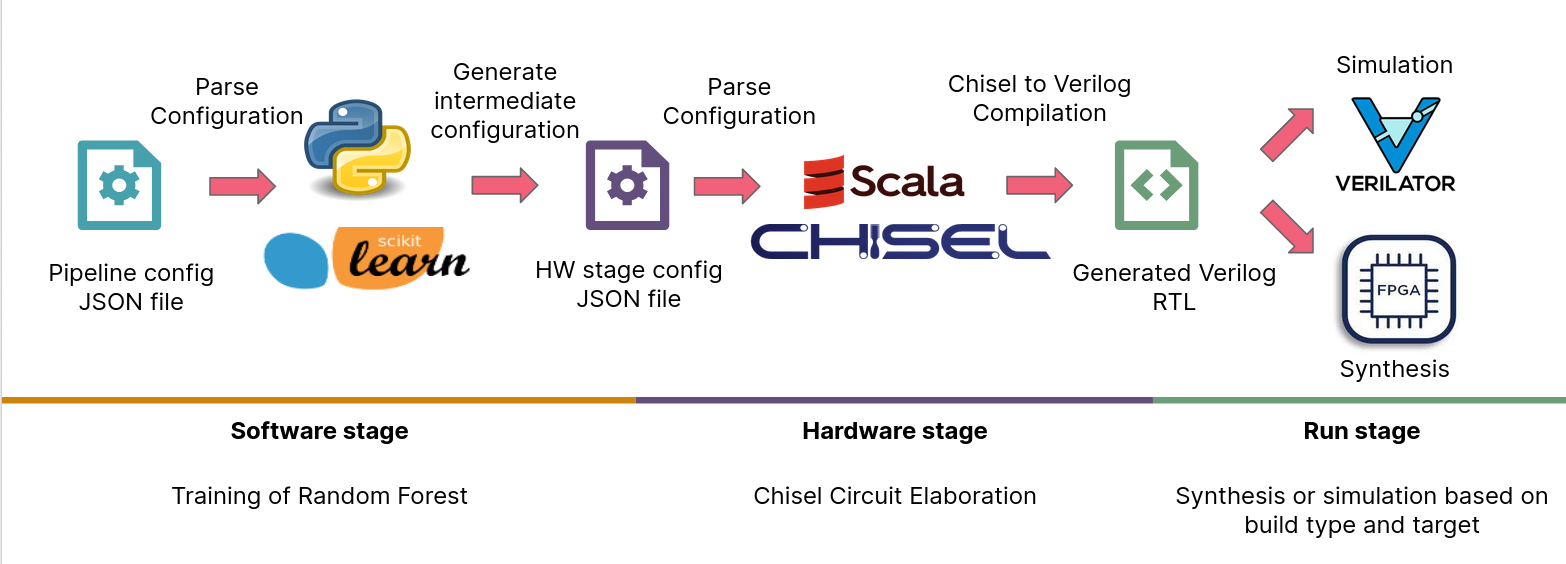 Parse
Configuration
Generate
intermediate
configuration
Parse
Configuration
Chisel to Verilog
Compilation
Simulation
VERILATOR
Scala
CHISEL
scikit
learn
Pipeline config
JSON file
HW stage config
JSON file
Generated Verilog
RTL
FPGA
Synthesis
Software stage
Training of Random Forest
Hardware stage
Chisel Circuit Elaboration
Run stage
Synthesis or simulation based on
build type and target